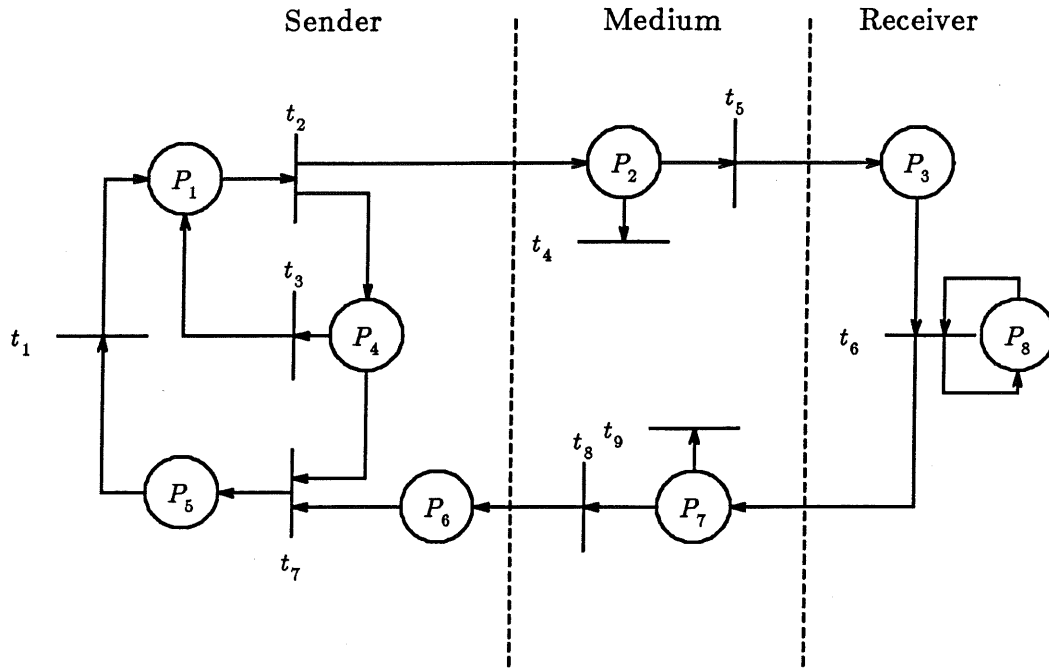 Sender Medium Receiver
t2
t5
P1
P2
P3
t4
t3
t1
P4
t6
P8
t8
t9
P5
P6
P7
t7